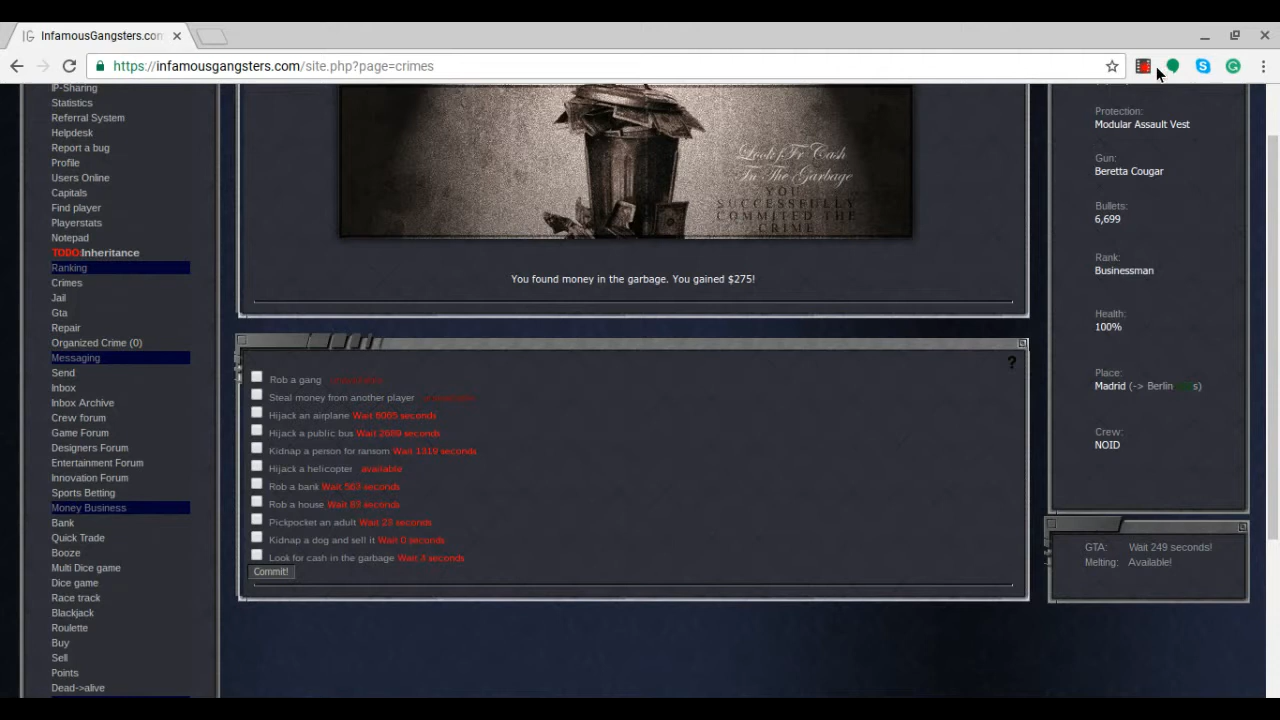 InfamousGangsters.com
https://infamousgangsters.com/site.php?page=crimes
IP-Sharing
Statistics
Referral System
Helpdesk
Report a bug
Profile
Users Online
Capitals
Find player
Playerstats
Notepad
TODO:Inheritance
Ranking
Crimes
Jail
Gta
Repair
Organized Crime (0)
Messaging
Send
Inbox
Inbox Archive
Crew forum
Game Forum
Designers Forum
Entertainment Forum
Innovation Forum
Sports Betting
Money Business
Bank
Quick Trade
Booze
Multi Dice game
Dice game
Race track
Blackjack
Roulette
Buy
Sell
Points
Dead->alive
In The Garbage
YOU
SUCCESSFULLY
COMMITED THE
CRIME
You found money in the garbage. You gained $275!
?
Rob a gang
Steal money from another player
Hijack an airplane Wait 6065 seconds
Hijack a public bus Wait 2689 seconds
Kidnap a person for ransom Wait 1319 seconds
Hijack a helicopter available
Rob a bank Wait 563 seconds
Rob a house Wait 83 seconds
Pickpocket an adult Wait 23 seconds
Kidnap a dog and sell it Wait 0 seconds
Look for cash in the garbage Wait 4 seconds
Commit!
Protection:
Modular Assault Vest
Gun:
Beretta Cougar
Bullets:
6,699
Rank:
Businessman
Health:
100%
Place:
Madrid (-> Berlin s)
Crew:
NOID
GTA: Wait 249 seconds!
Melting: Available!